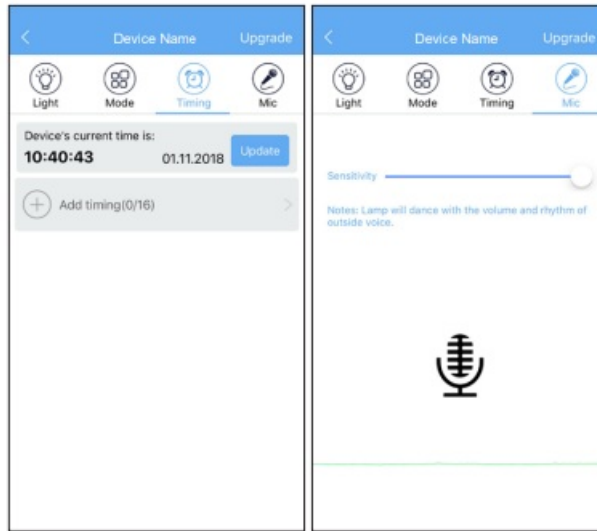 Device Name
Upgrade
Light
Mode
Timing
Mic
Device's current time is:
10:40:43
01.11.2018
Update
Add timing(0/16)
Device Name
Upgrade
Light
Mode
Timing
Mic
Sensitivity
Notes: Lamp will dance with the volume and rhythm of
outside voice.